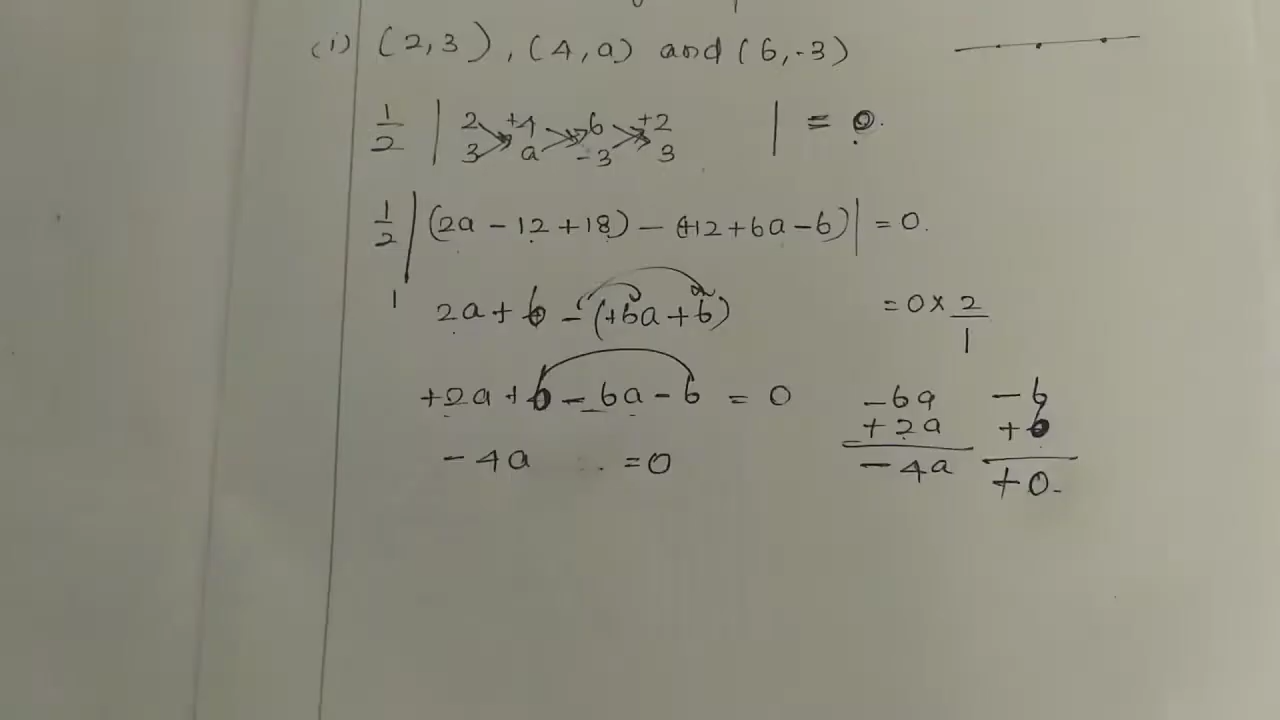 (i) (2,3), (4,a) and (6,-3)
1/2 | 2 +4 6 +2 | = 0.
3 a -3 3
1/2 |(2a - 12 + 18) - (+12 + 6a - 6)| = 0.
2a + 6 - (+6a + 6) = 0 × 2/1
+2a + 6 - 6a - 6 = 0
-4a = 0
-6a
+2a
-4a
-6
+6
+0.